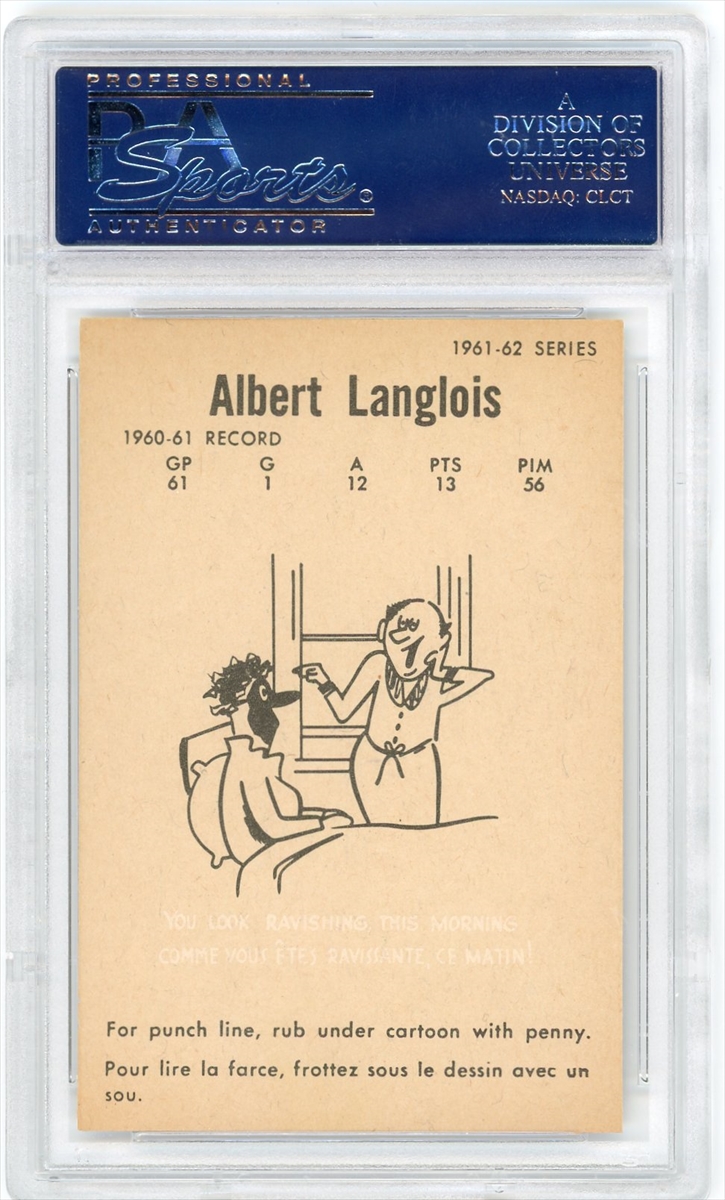 PROFESSIONAL
PSA
Sports®
AUTHENTICATOR
A
DIVISION OF
COLLECTORS
UNIVERSE
NASDAQ: CLCT
1961-62 SERIES
Albert Langlois
1960-61 RECORD
GP G A PTS PIM
61 1 12 13 56
YOU LOOK RAVISHING THIS MORNING
COMME VOUS ÊTES RAVISSANTE, CE MATIN!
For punch line, rub under cartoon with penny.
Pour lire la farce, frottez sous le dessin avec un
sou.